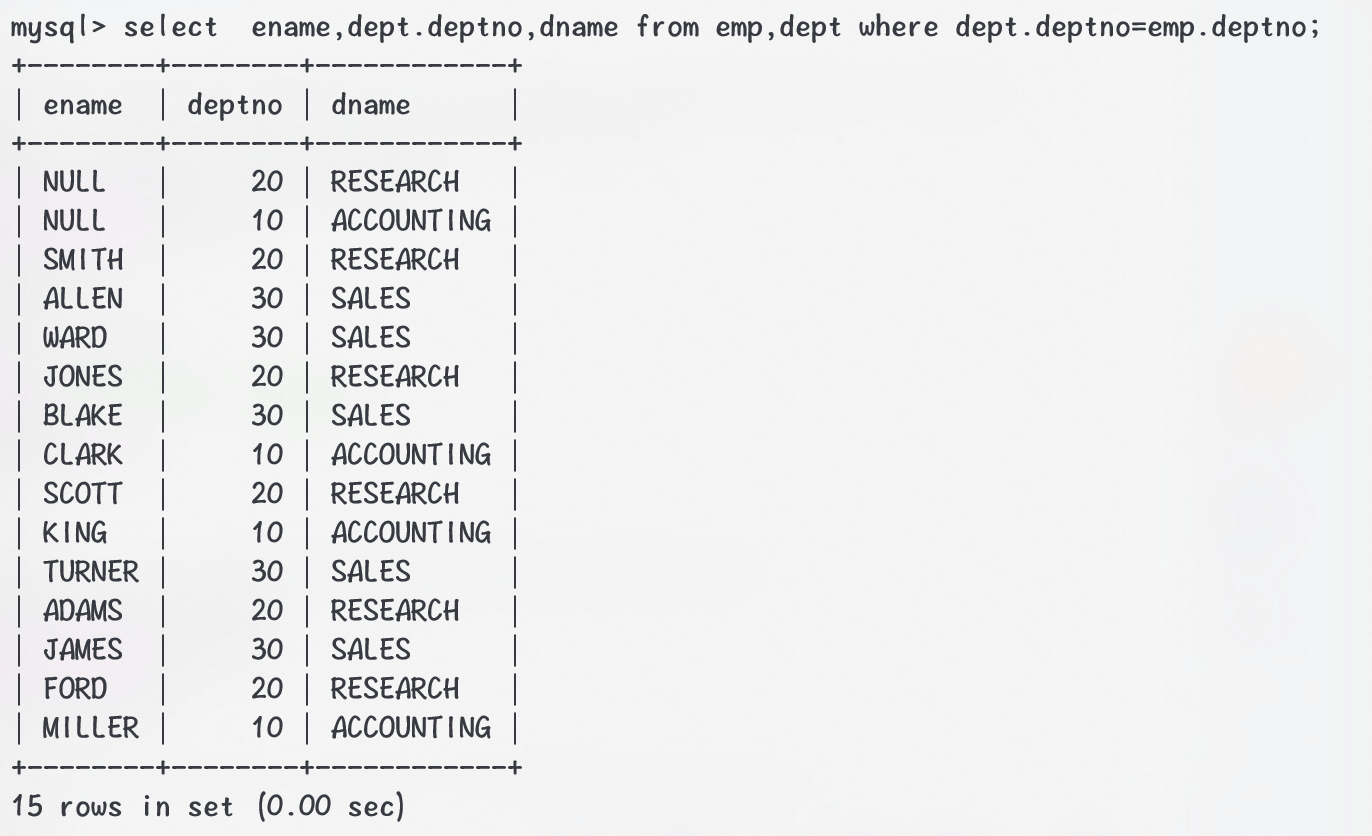 mysql> select  ename,dept.deptno,dname from emp,dept where dept.deptno=emp.deptno;
+--------+--------+------------+
| ename  | deptno | dname      |
+--------+--------+------------+
| NULL   |     20 | RESEARCH   |
| NULL   |     10 | ACCOUNTING |
| SMITH  |     20 | RESEARCH   |
| ALLEN  |     30 | SALES      |
| WARD   |     30 | SALES      |
| JONES  |     20 | RESEARCH   |
| BLAKE  |     30 | SALES      |
| CLARK  |     10 | ACCOUNTING |
| SCOTT  |     20 | RESEARCH   |
| KING   |     10 | ACCOUNTING |
| TURNER |     30 | SALES      |
| ADAMS  |     20 | RESEARCH   |
| JAMES  |     30 | SALES      |
| FORD   |     20 | RESEARCH   |
| MILLER |     10 | ACCOUNTING |
+--------+--------+------------+
15 rows in set (0.00 sec)